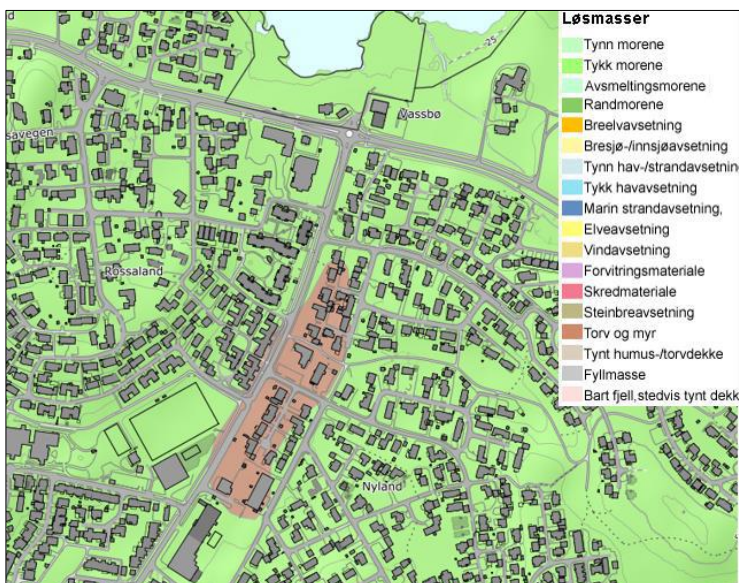 Løsmasser
Tynn morene
Tykk morene
Avsmeltingsmorene
Randmorene
Breelvavsetning
Bresjø-/innsjøavsetning
Tynn hav-/strandavsetning
Tykk havavsetning
Marin strandavsetning,
Elveavsetning
Vindavsetning
Forvitringsmateriale
Skredmateriale
Steinbreavsetning
Torv og myr
Tynt humus-/torvdekke
Fyllmasse
Bart fjell,stedvis tynt dekk
d
25
Vassbø
savegen
Rossaland
Nyland